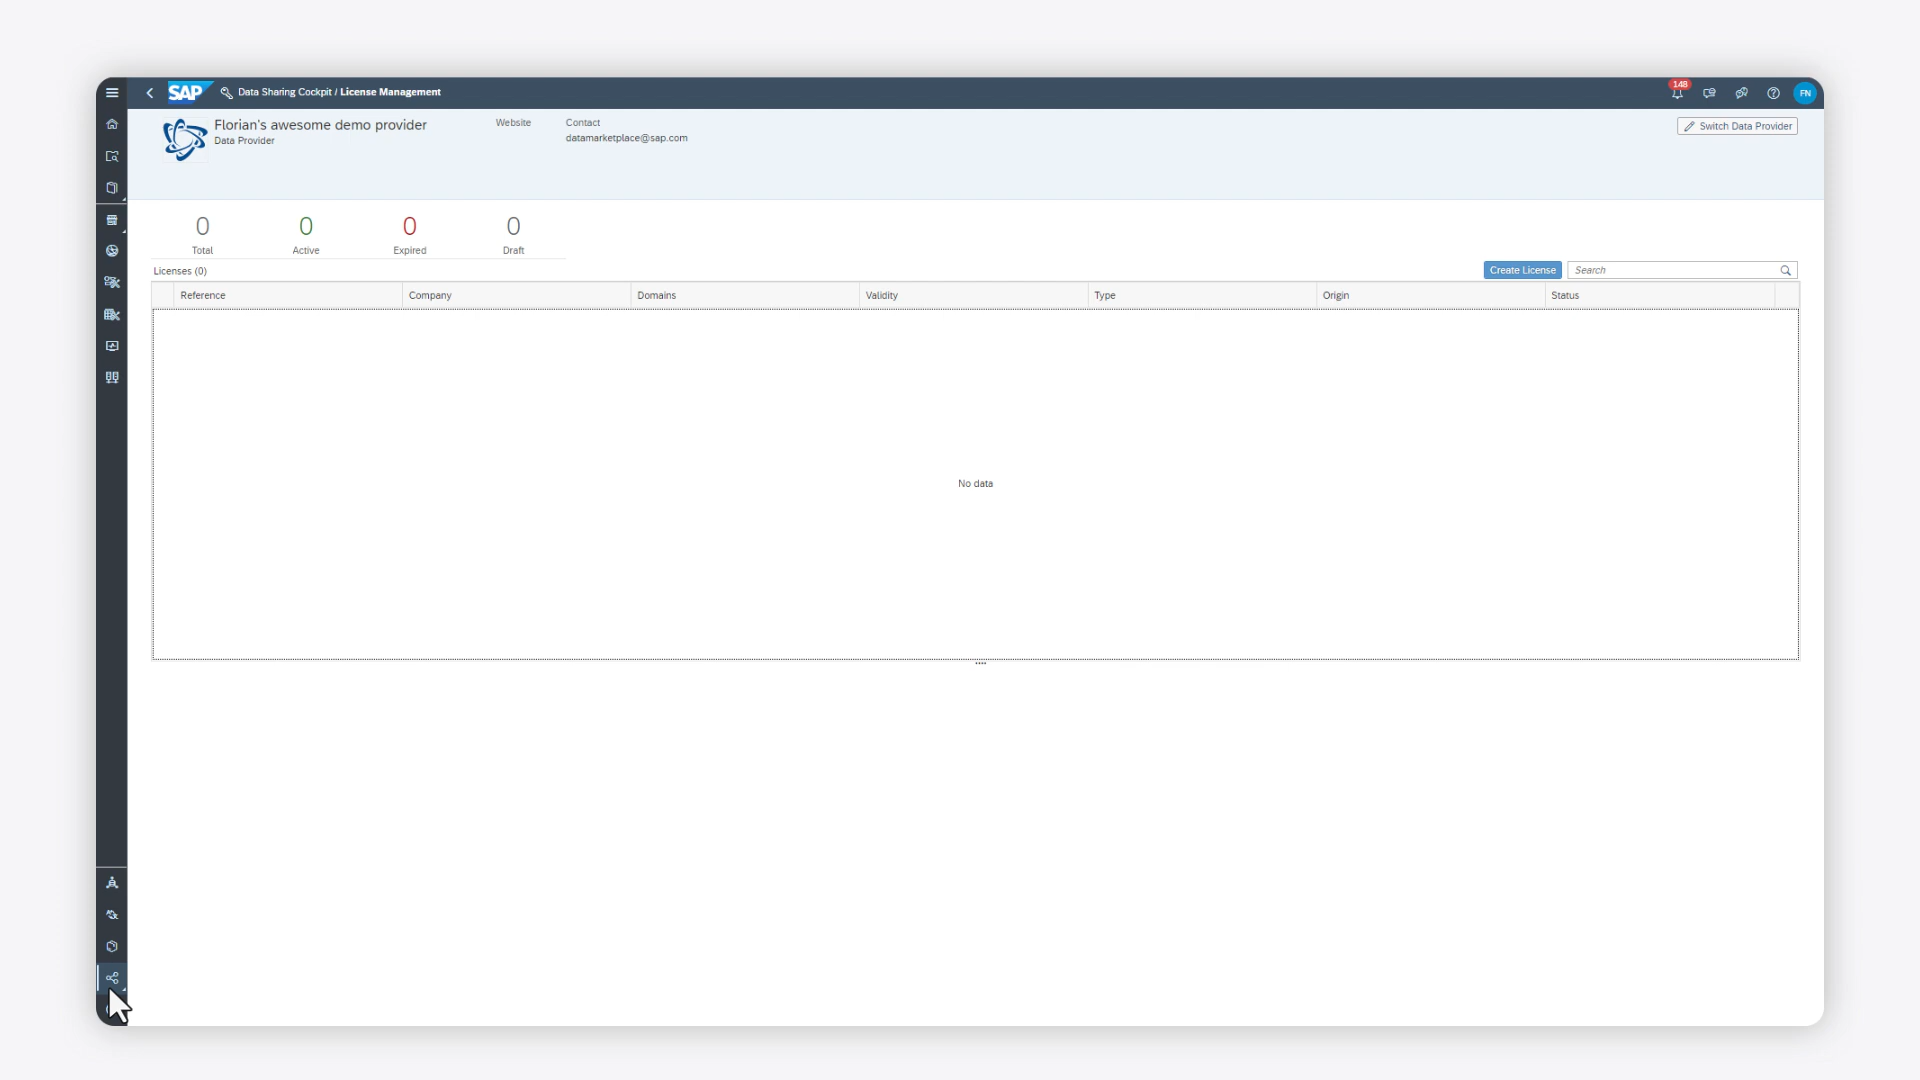 SAP Data Sharing Cockpit / License Management 148 FN
Florian's awesome demo provider
Data Provider
Website
Contact
datamarketplace@sap.com
Switch Data Provider
0 0 0 0
Total Active Expired Draft
Licenses (0) Create License Search
Reference Company Domains Validity Type Origin Status
No data